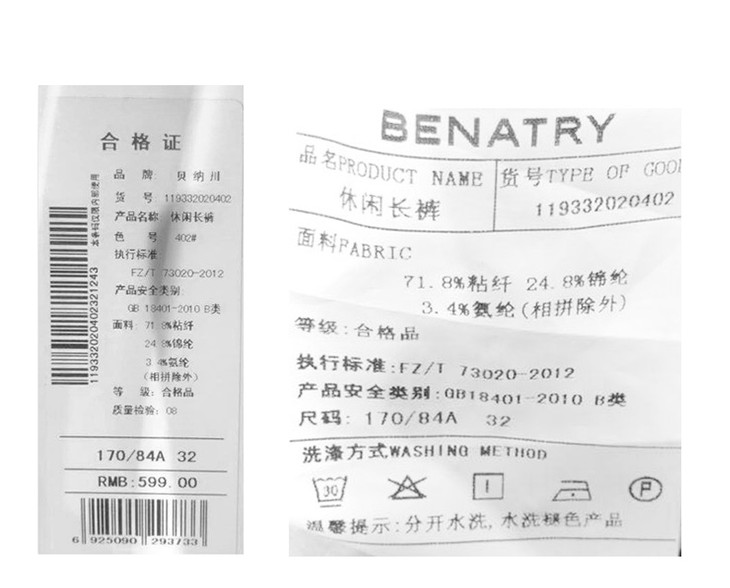 合格证
品 牌: 贝纳川
货 号 119332020402
产品名称: 休闲长裤
色 号 402#
执行标准:
FZ/T 73020-2012
产品安全类别:
GB 18401-2010 B类
面料: 71.8%粘纤
24.8%锦纶
3.4%氨纶
(相拼除外)
等 级: 合格品
质量检验: 08
170/84A 32
RMB:599.00
6 925090 293733
本条码仅限内部使用
119332020402321243
BENATRY
品名PRODUCT NAME
休闲长裤
货号TYPE OF GOO
119332020402
面料FABRIC
71.8%粘纤 24.8%锦纶
3.4%氨纶(相拼除外)
等级:合格品
执行标准:FZ/T 73020-2012
产品安全类别:GB18401-2010 B类
尺码: 170/84A 32
洗涤方式WASHING METHOD
30
P
温馨提示:分开水洗,水洗褪色产品